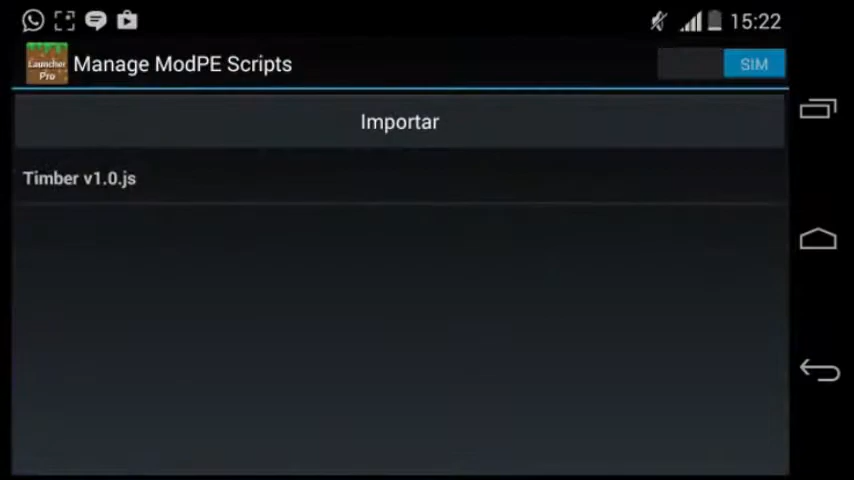 15:22
Launcher
Pro
Manage ModPE Scripts
SIM
Importar
Timber v1.0.js